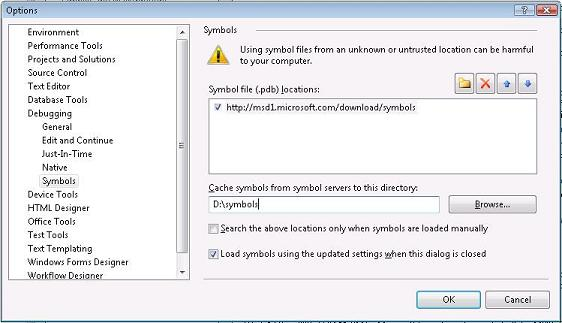 Options
Environment
Performance Tools
Projects and Solutions
Source Control
Text Editor
Database Tools
Debugging
General
Edit and Continue
Just-In-Time
Native
Symbols
Device Tools
HTML Designer
Office Tools
Test Tools
Text Templating
Windows Forms Designer
Workflow Designer
Symbols
Using symbol files from an unknown or untrusted location can be harmful
to your computer.
Symbol file (.pdb) locations:
http://msd1.microsoft.com/download/symbols
Cache symbols from symbol servers to this directory:
D:\symbols
Browse...
Search the above locations only when symbols are loaded manually
Load symbols using the updated settings when this dialog is closed
OK
Cancel